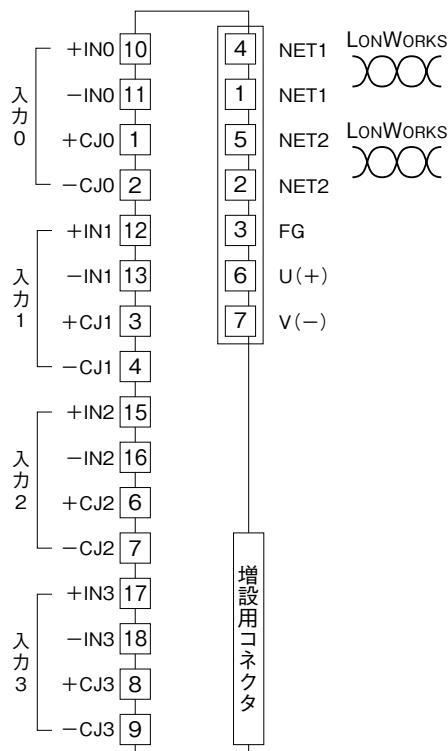 入力0
+IN0 10
−IN0 11
+CJ0 1
−CJ0 2
入力1
+IN1 12
−IN1 13
+CJ1 3
−CJ1 4
入力2
+IN2 15
−IN2 16
+CJ2 6
−CJ2 7
入力3
+IN3 17
−IN3 18
+CJ3 8
−CJ3 9
4 NET1 LONWORKS
1 NET1
5 NET2 LONWORKS
2 NET2
3 FG
6 U(+)
7 V(−)
増設用コネクタ